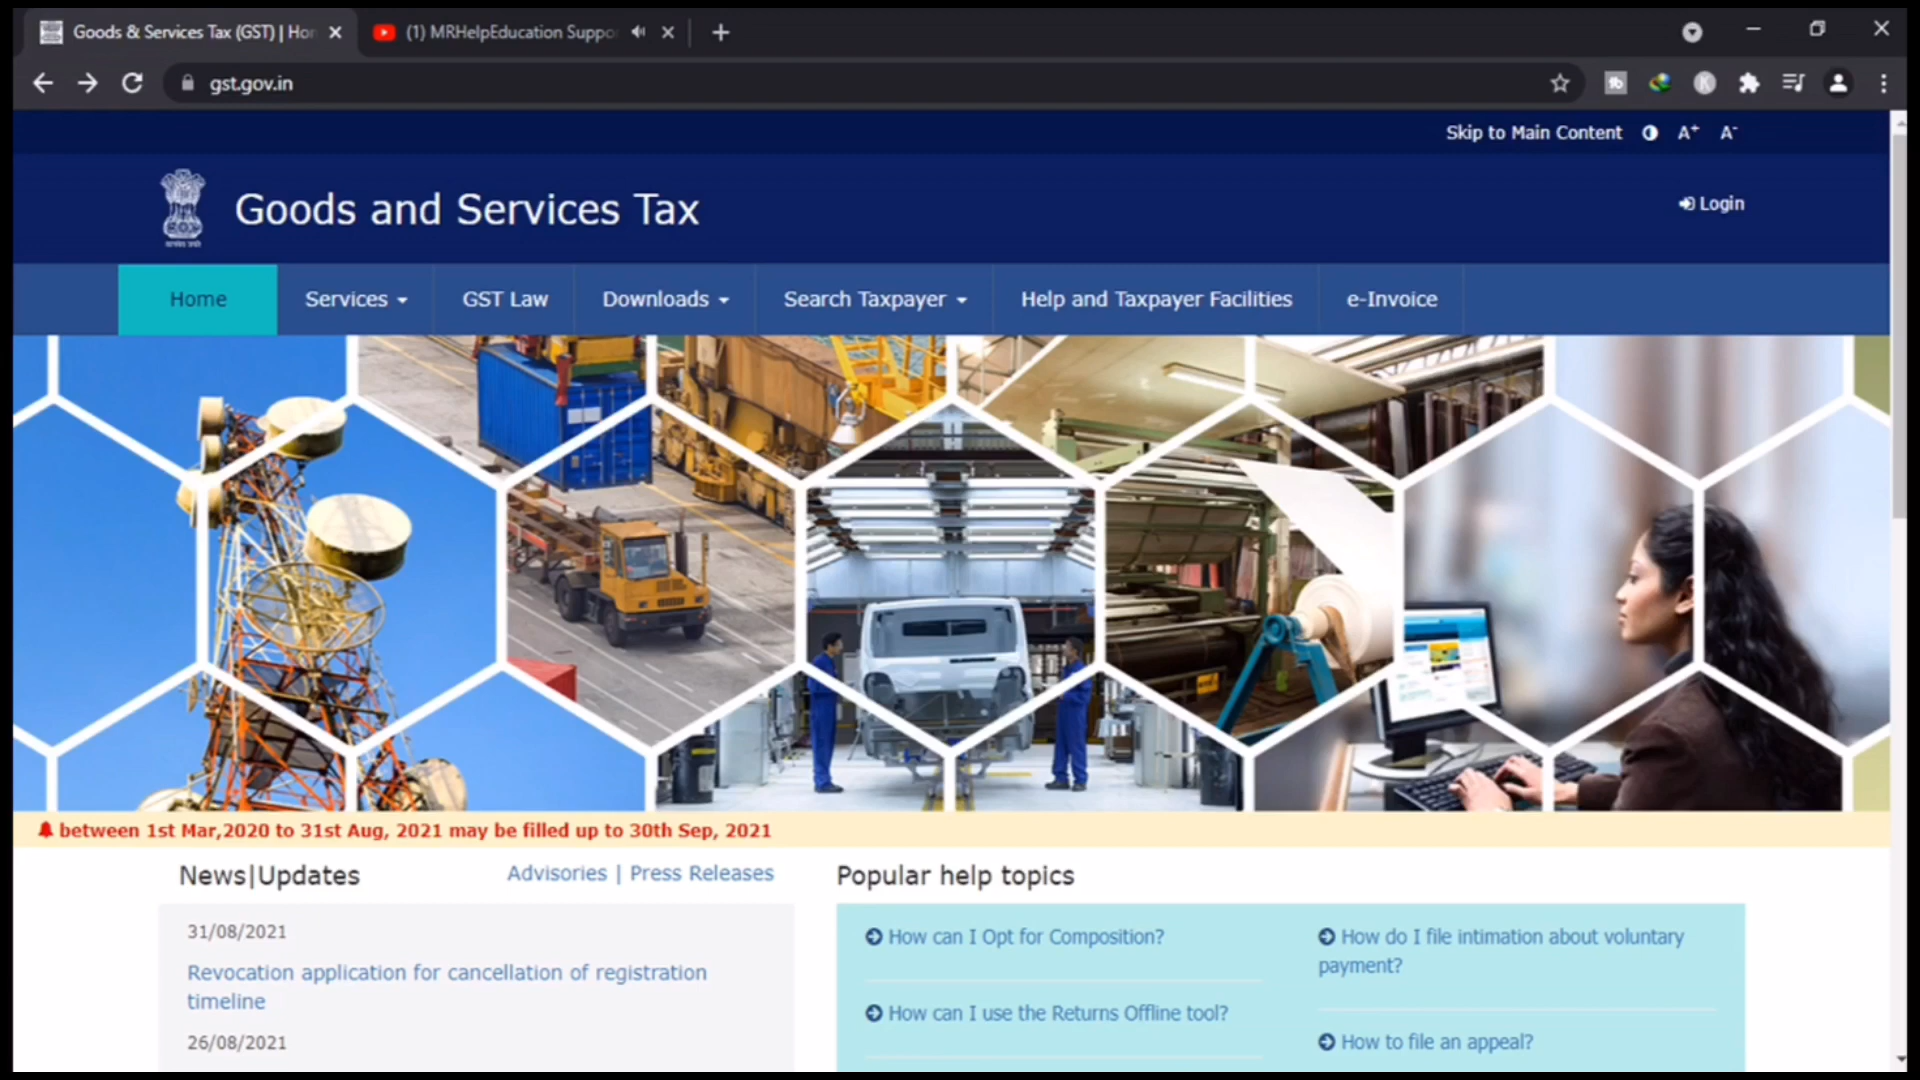 Goods & Services Tax (GST) | Hor
(1) MRHelpEducation Suppo
gst.gov.in
Skip to Main Content A+ A-
Goods and Services Tax
Login
Home Services GST Law Downloads Search Taxpayer Help and Taxpayer Facilities e-Invoice
between 1st Mar,2020 to 31st Aug, 2021 may be filled up to 30th Sep, 2021
News|Updates Advisories | Press Releases
31/08/2021
Revocation application for cancellation of registration
timeline
26/08/2021
Popular help topics
How can I Opt for Composition?
How can I use the Returns Offline tool?
How do I file intimation about voluntary
payment?
How to file an appeal?